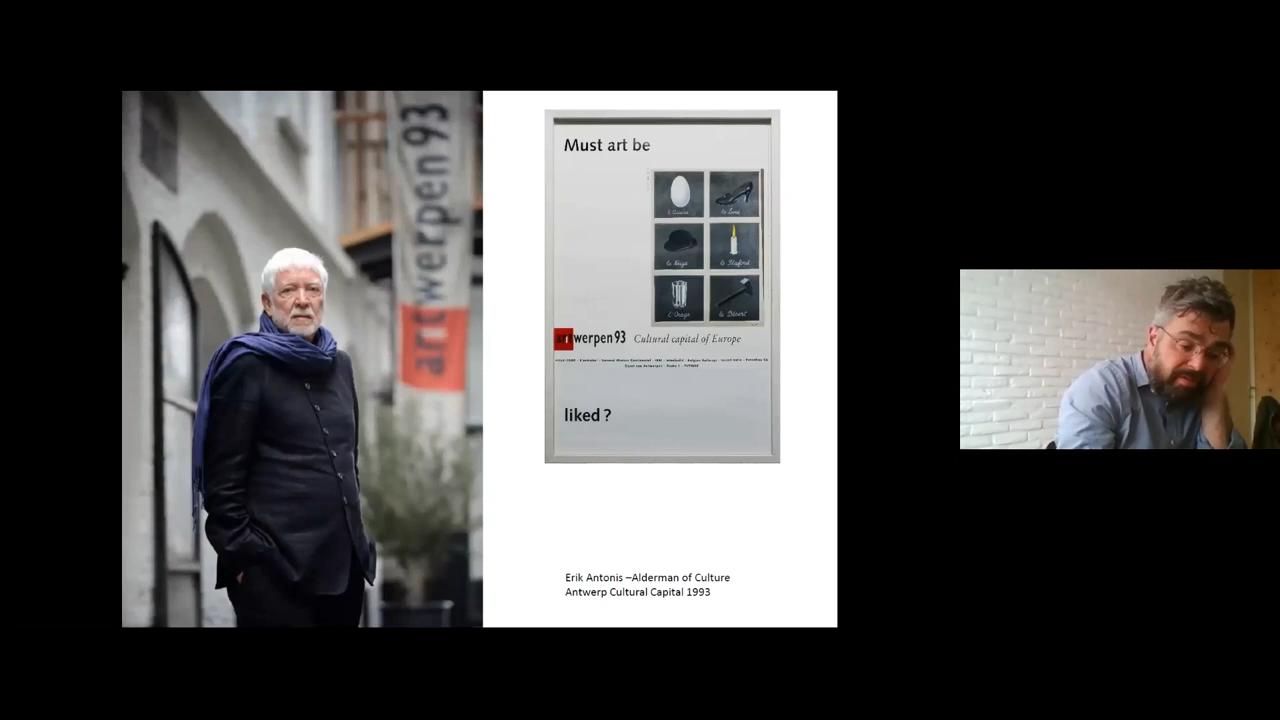 artwerpen93
Must art be
artwerpen93 Cultural capital of Europe
liked ?
Erik Antonis –Alderman of Culture
Antwerp Cultural Capital 1993